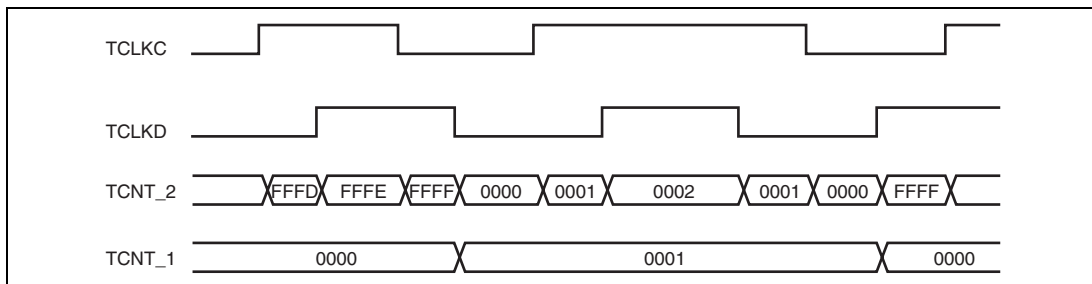 TCLKC
TCLKD
TCNT_2 FFFD FFFE FFFF 0000 0001 0002 0001 0000 FFFF
TCNT_1 0000 0001 0000